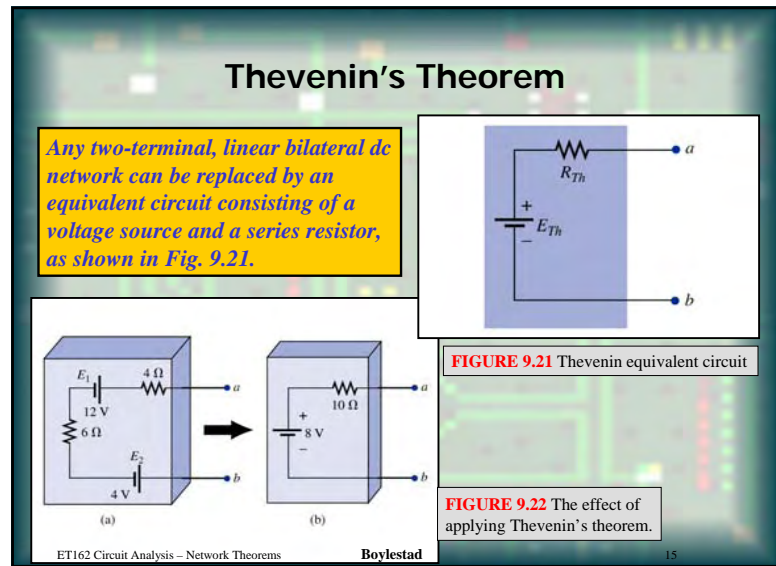 Thevenin's Theorem
Any two-terminal, linear bilateral dc
network can be replaced by an
equivalent circuit consisting of a
voltage source and a series resistor,
as shown in Fig. 9.21.
a
R_Th
+
E_Th
−
b
FIGURE 9.21 Thevenin equivalent circuit
E1
4 Ω
a
12 V
6 Ω
E2
4 V
b
(a)
a
10 Ω
+
8 V
−
b
(b)
FIGURE 9.22 The effect of
applying Thevenin's theorem.
ET162 Circuit Analysis – Network Theorems
Boylestad
15